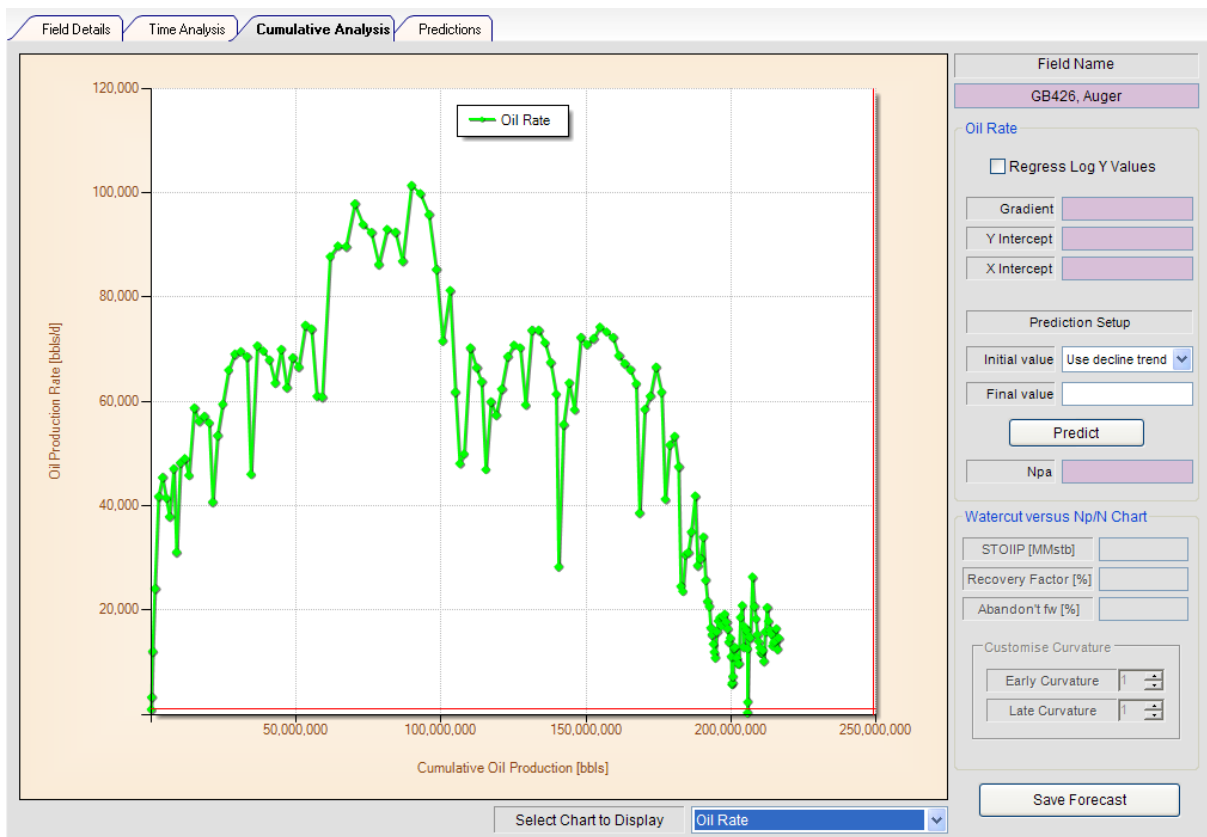 Field Details
Time Analysis
Cumulative Analysis
Predictions
120,000
100,000
80,000
60,000
40,000
20,000
Oil Production Rate [bbls/d]
Oil Rate
50,000,000
100,000,000
150,000,000
200,000,000
250,000,000
Cumulative Oil Production [bbls]
Select Chart to Display
Oil Rate
Field Name
GB426, Auger
Oil Rate
Regress Log Y Values
Gradient
Y Intercept
X Intercept
Prediction Setup
Initial value
Use decline trend
Final value
Predict
Npa
Watercut versus Np/N Chart
STOIIP [MMstb]
Recovery Factor [%]
Abandon't fw [%]
Customise Curvature
Early Curvature
1
Late Curvature
1
Save Forecast